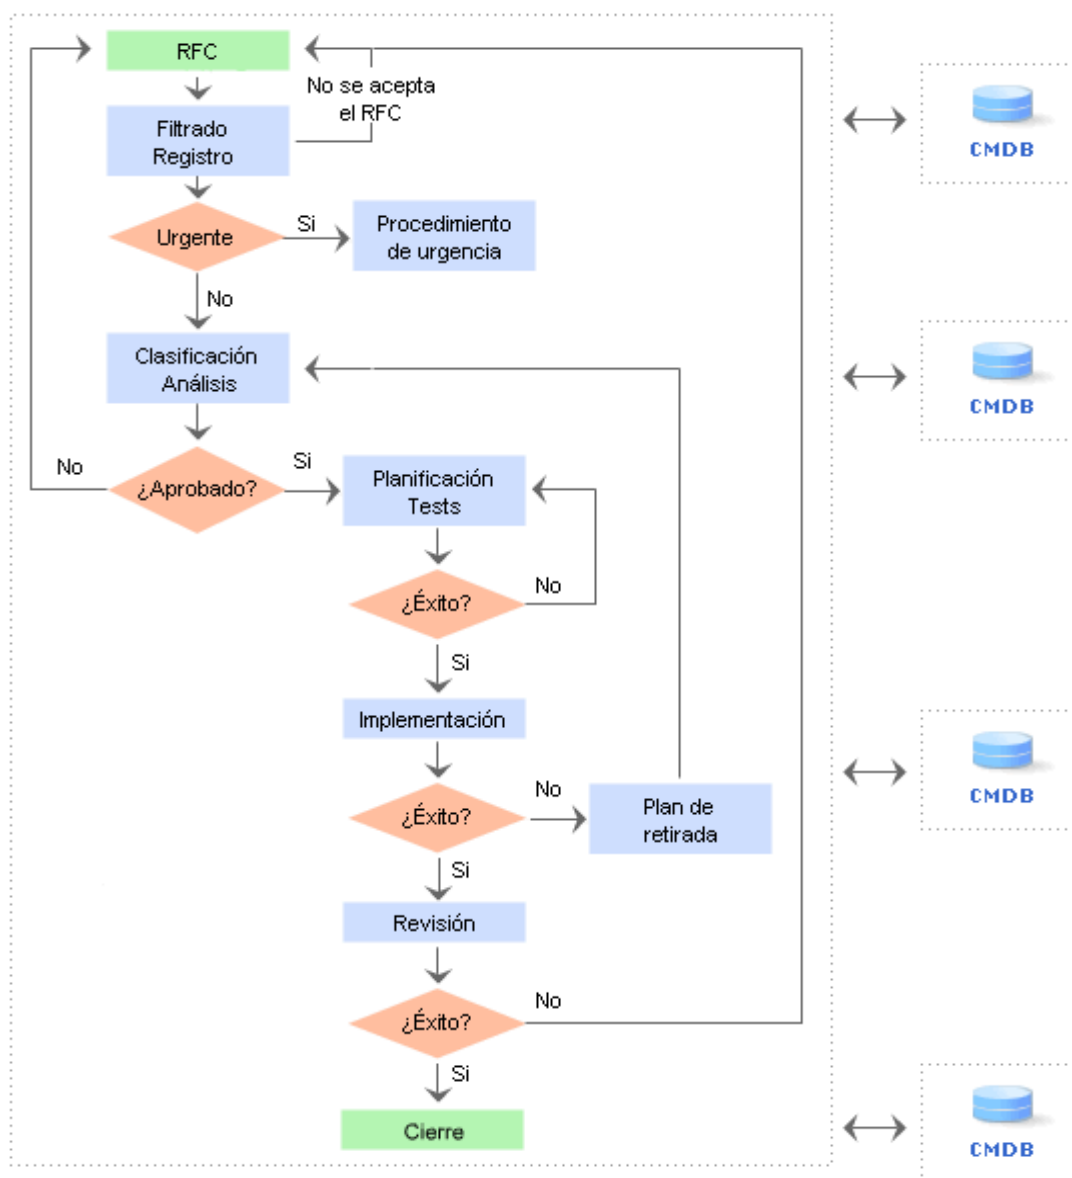 RFC
No se acepta
el RFC
CMDB
Filtrado
Registro
Urgente
Si
Procedimiento
de urgencia
No
Clasificación
Análisis
CMDB
¿Aprobado?
No
Si
Planificación
Tests
¿Éxito?
No
Si
Implementación
¿Éxito?
No
Plan de
retirada
CMDB
Si
Revisión
¿Éxito?
No
Si
Cierre
CMDB